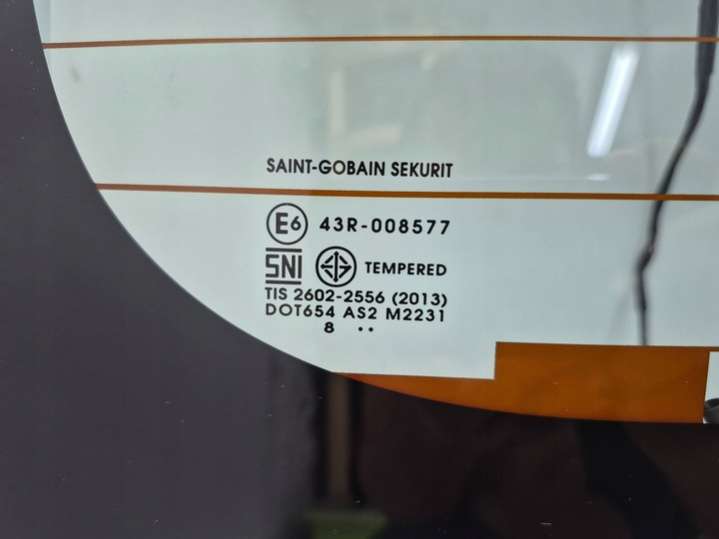 SAINT-GOBAIN SEKURIT
E6 43R-008577
SNI TEMPERED
TIS 2602-2556 (2013)
DOT654 AS2 M2231
8 ..